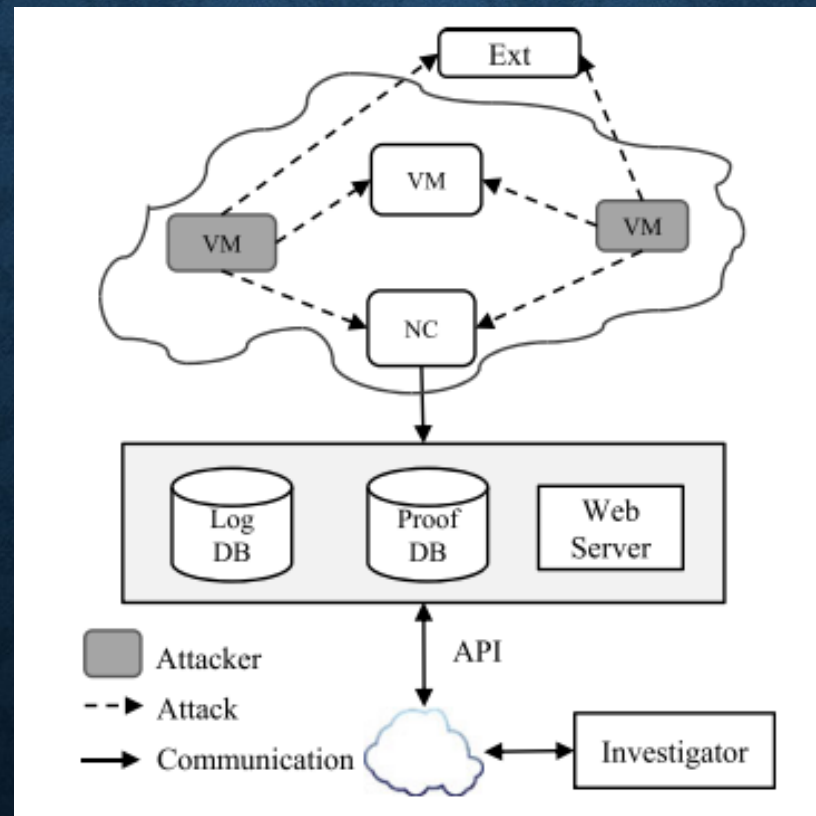 Ext
VM
VM
VM
NC
Log
DB
Proof
DB
Web
Server
Attacker
API
Attack
Communication
Investigator